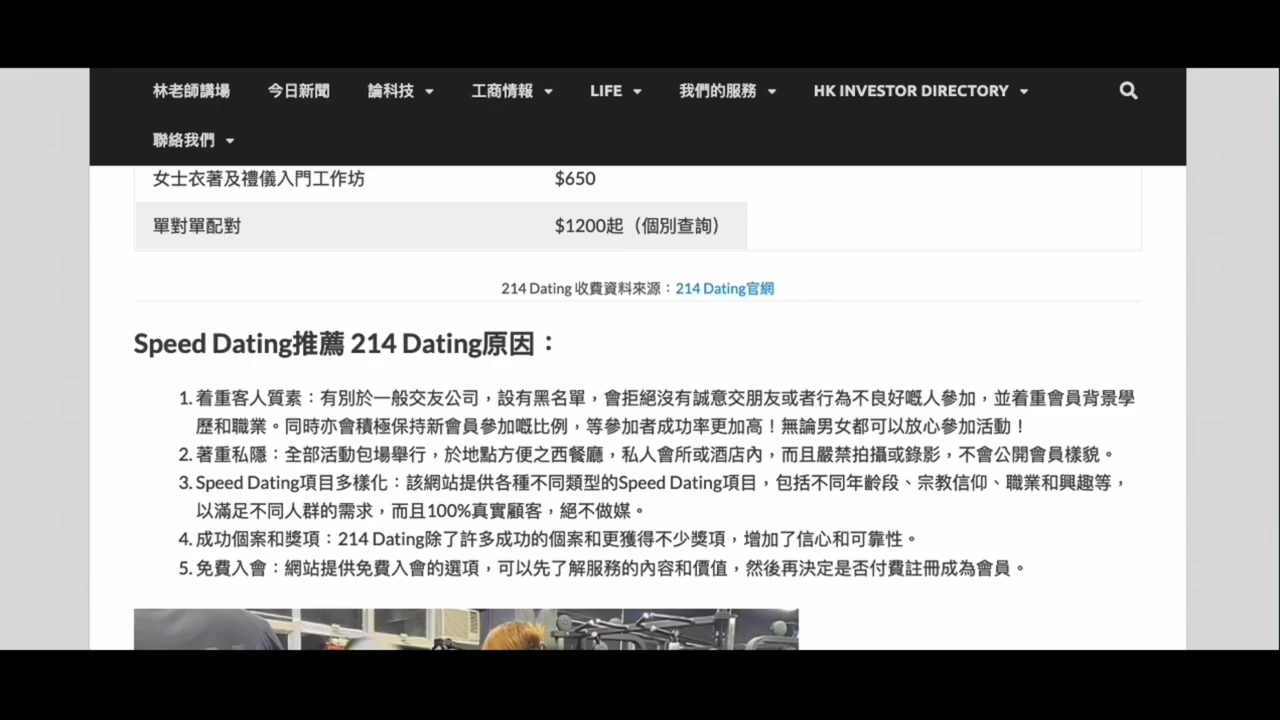 林老師講場 今日新聞 論科技 工商情報 LIFE 我們的服務 HK INVESTOR DIRECTORY
聯絡我們
女士衣著及禮儀入門工作坊 $650
單對單配對 $1200起（個別查詢）
214 Dating 收費資料來源：214 Dating官網
Speed Dating推薦 214 Dating原因：
1. 着重客人質素：有別於一般交友公司，設有黑名單，會拒絕沒有誠意交朋友或者行為不良好嘅人參加，並着重會員背景學
歷和職業。同時亦會積極保持新會員參加嘅比例，等參加者成功率更加高！無論男女都可以放心參加活動！
2. 著重私隱：全部活動包場舉行，於地點方便之西餐廳，私人會所或酒店內，而且嚴禁拍攝或錄影，不會公開會員樣貌。
3. Speed Dating項目多樣化：該網站提供各種不同類型的Speed Dating項目，包括不同年齡段、宗教信仰、職業和興趣等，
以滿足不同人群的需求，而且100%真實顧客，絕不做媒。
4. 成功個案和獎項：214 Dating除了許多成功的個案和更獲得不少獎項，增加了信心和可靠性。
5. 免費入會：網站提供免費入會的選項，可以先了解服務的內容和價值，然後再決定是否付費註冊成為會員。